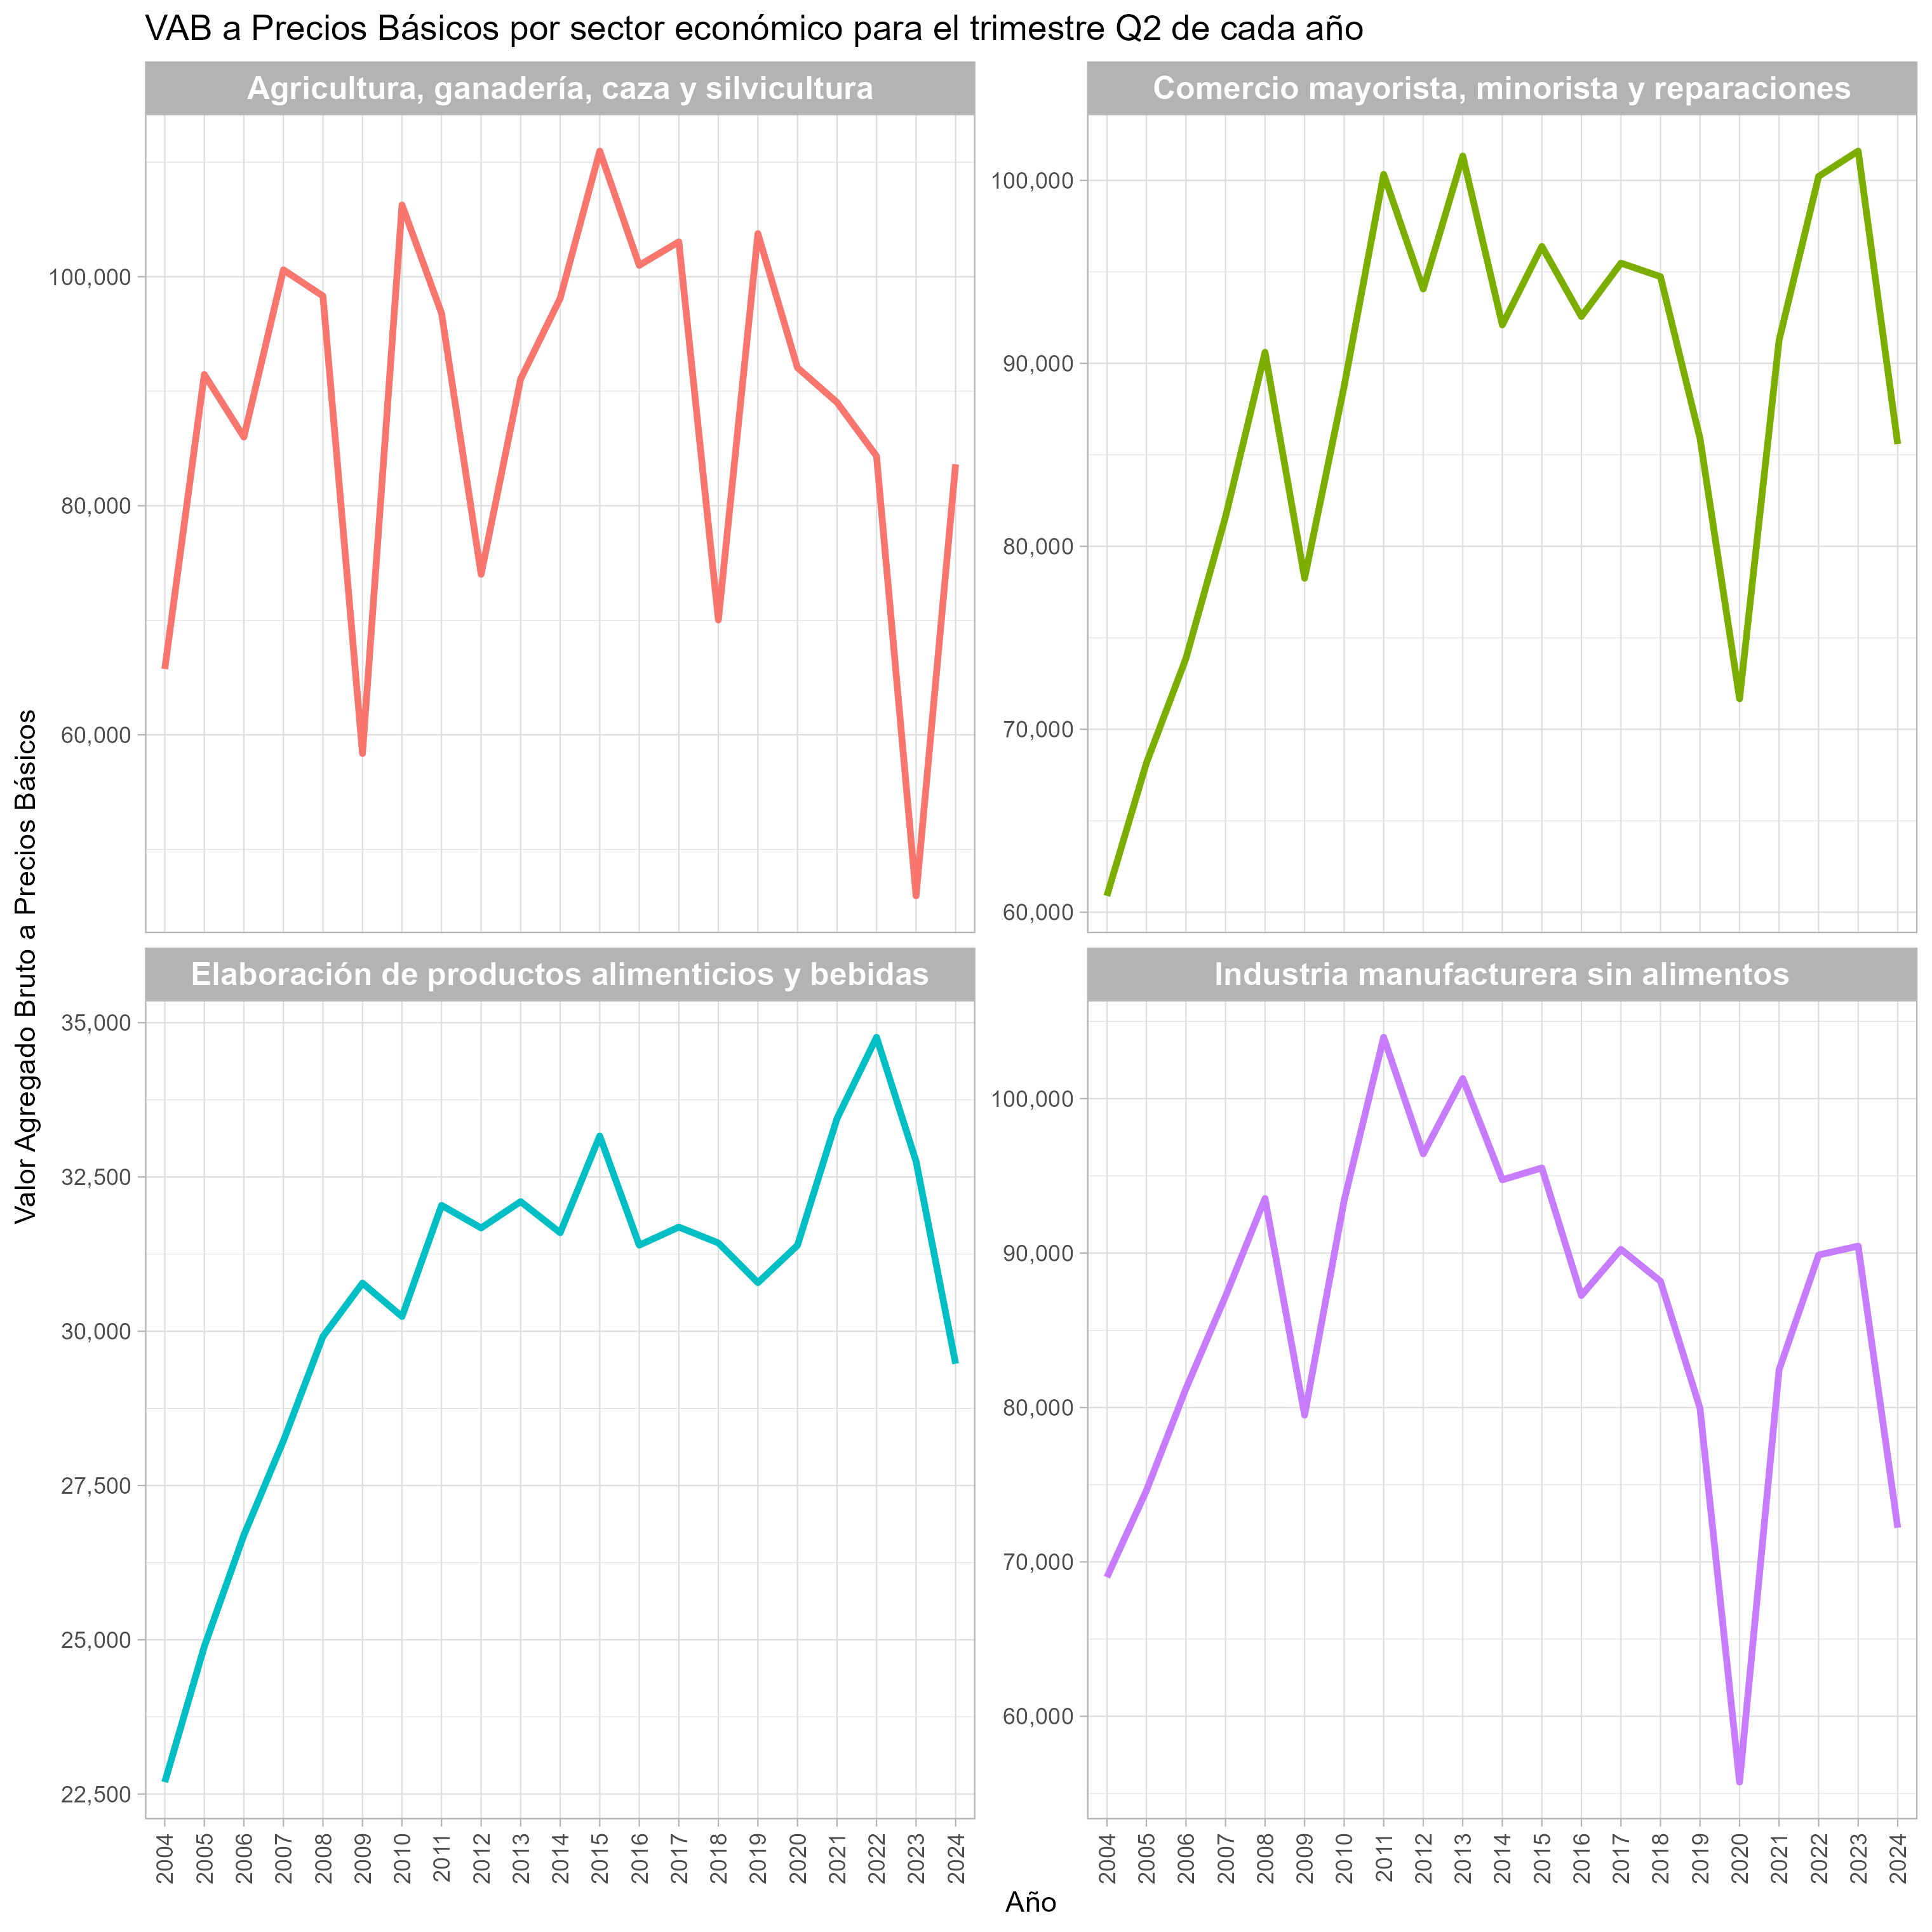 VAB a Precios Básicos por sector económico para el trimestre Q2 de cada año
Agricultura, ganadería, caza y silvicultura
100,000
80,000
60,000
Comercio mayorista, minorista y reparaciones
100,000
90,000
80,000
70,000
60,000
Valor Agregado Bruto a Precios Básicos
Elaboración de productos alimenticios y bebidas
35,000
32,500
30,000
27,500
25,000
22,500
2004 2005 2006 2007 2008 2009 2010 2011 2012 2013 2014 2015 2016 2017 2018 2019 2020 2021 2022 2023 2024
Industria manufacturera sin alimentos
100,000
90,000
80,000
70,000
60,000
2004 2005 2006 2007 2008 2009 2010 2011 2012 2013 2014 2015 2016 2017 2018 2019 2020 2021 2022 2023 2024
Año